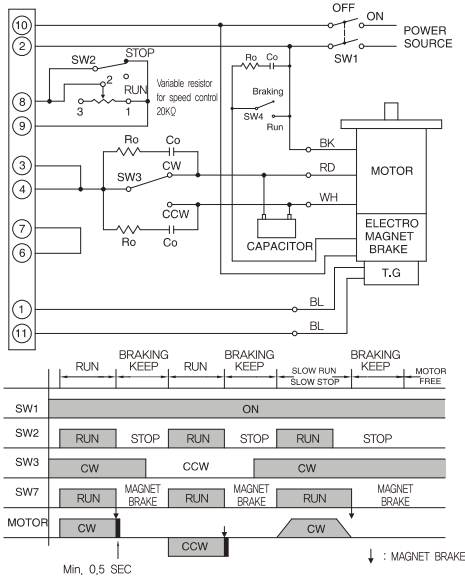 OFF
ON
10
2
POWER SOURCE
SW1
SW2
STOP
Ro Co
8
2
RUN
3 1
Variable resistor for speed control 20KΩ
Braking
SW4
Run
9
Ro Co
BK
3
4
SW3
CW
RD
MOTOR
WH
CCW
7
6
Ro Co
CAPACITOR
ELECTRO MAGNET BRAKE
T.G
1
BL
11
BL
RUN
BRAKING KEEP
RUN
BRAKING KEEP
SLOW RUN
SLOW STOP
BRAKING KEEP
MOTOR FREE
SW1 ON
SW2 RUN STOP RUN STOP RUN STOP
SW3 CW CCW CW
SW7 RUN MAGNET BRAKE RUN MAGNET BRAKE RUN MAGNET BRAKE
MOTOR CW CCW CW
: MAGNET BRAKE
Min. 0,5 SEC